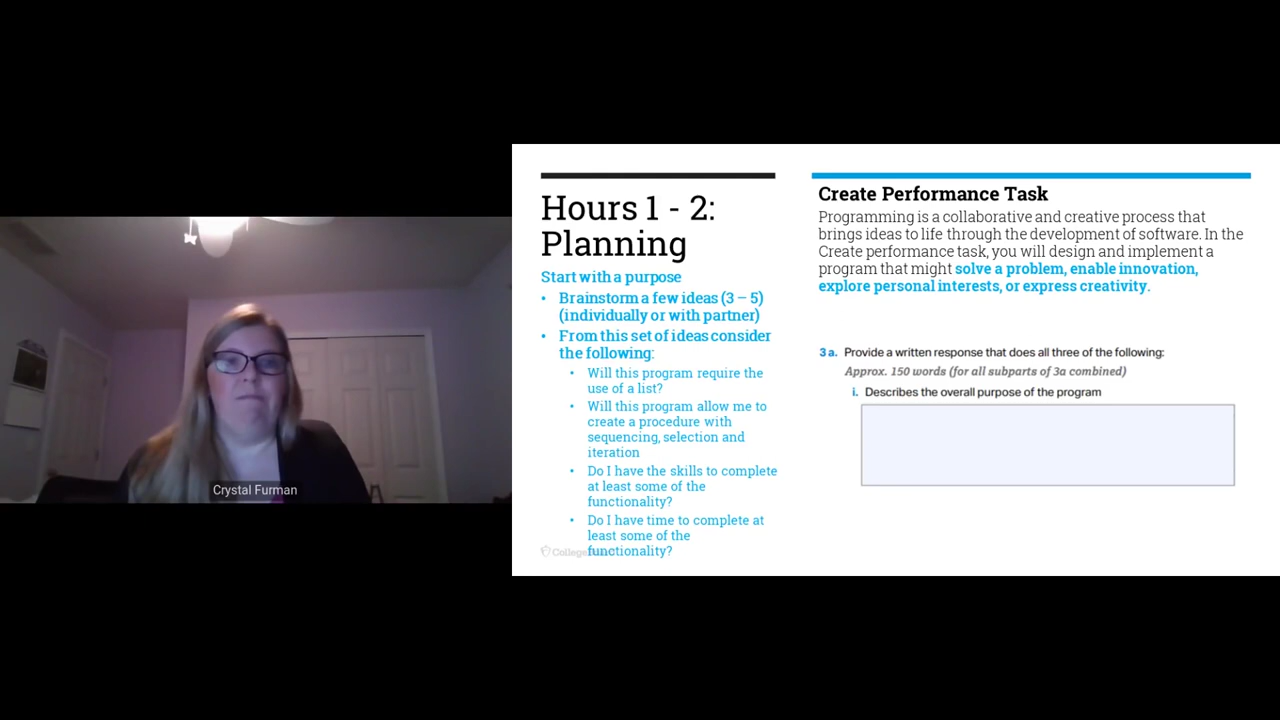 Crystal Furman
Hours 1 - 2:
Planning
Start with a purpose
• Brainstorm a few ideas (3 – 5)
(individually or with partner)
• From this set of ideas consider
the following:
• Will this program require the
use of a list?
• Will this program allow me to
create a procedure with
sequencing, selection and
iteration
• Do I have the skills to complete
at least some of the
functionality?
• Do I have time to complete at
least some of the
functionality?
Create Performance Task
Programming is a collaborative and creative process that
brings ideas to life through the development of software. In the
Create performance task, you will design and implement a
program that might solve a problem, enable innovation,
explore personal interests, or express creativity.
3 a. Provide a written response that does all three of the following:
Approx. 150 words (for all subparts of 3a combined)
i. Describes the overall purpose of the program